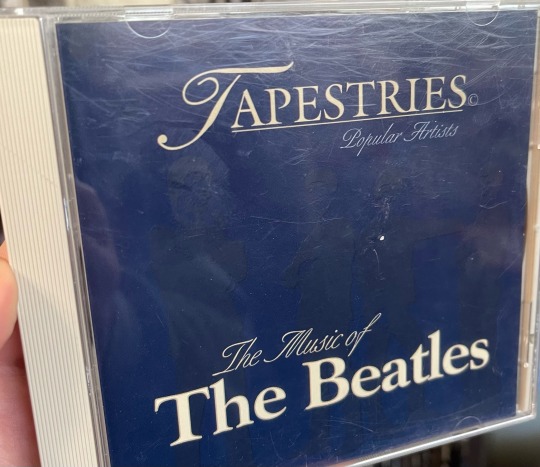 TAPESTRIES©
Popular Artists
The Music of
The Beatles